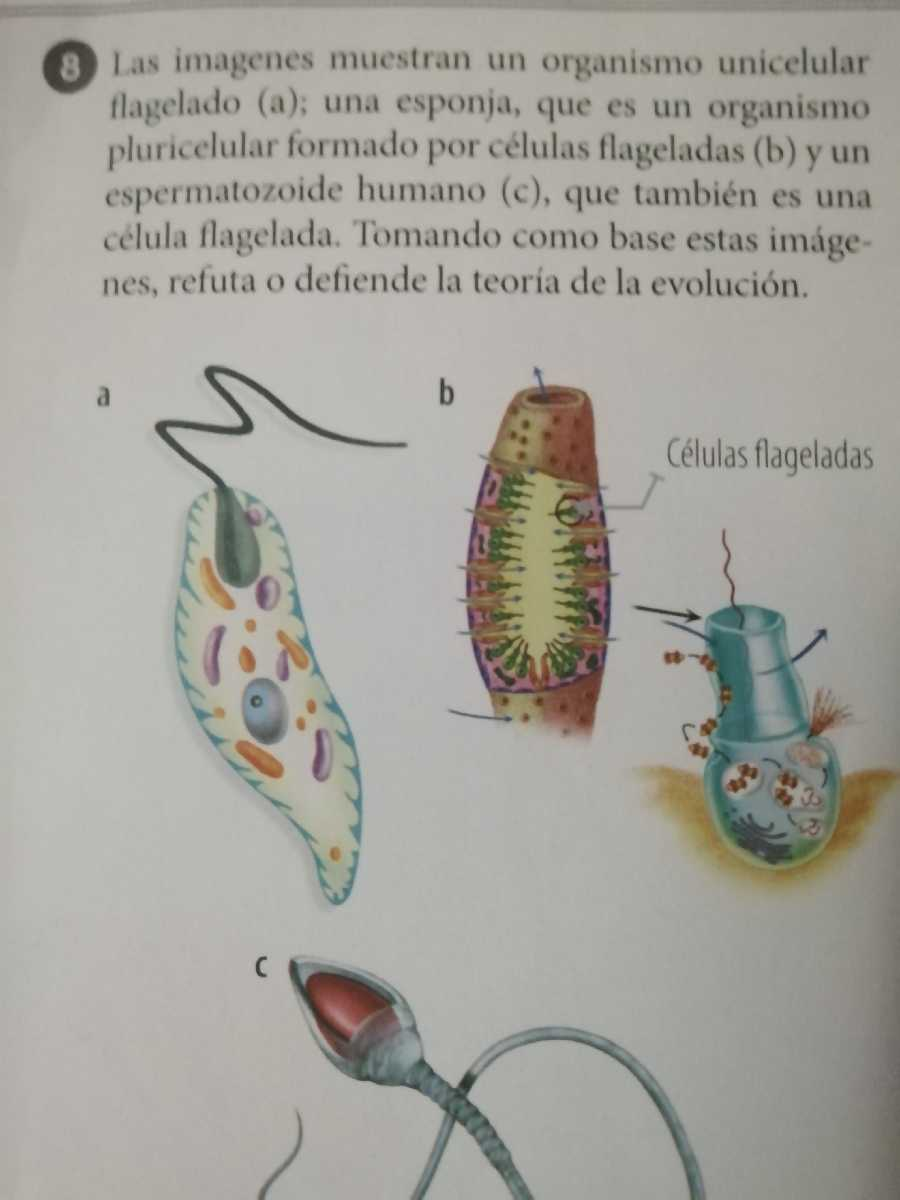 8 Las imagenes muestran un organismo unicelular
flagelado (a); una esponja, que es un organismo
pluricelular formado por células flageladas (b) y un
espermatozoide humano (c), que también es una
célula flagelada. Tomando como base estas imáge-
nes, refuta o defiende la teoría de la evolución.
a
b
Células flageladas
c